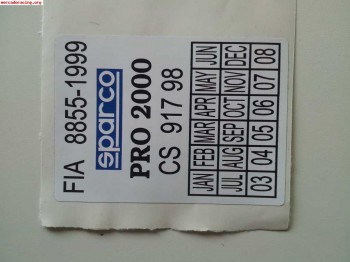 mercadoracing.org
FIA 8855-1999
sparco
PRO 2000
CS 917 98
JAN FEB MAR APR MAY JUN
JUL AUG SEP OCT NOV DEC
03 04 05 06 07 08